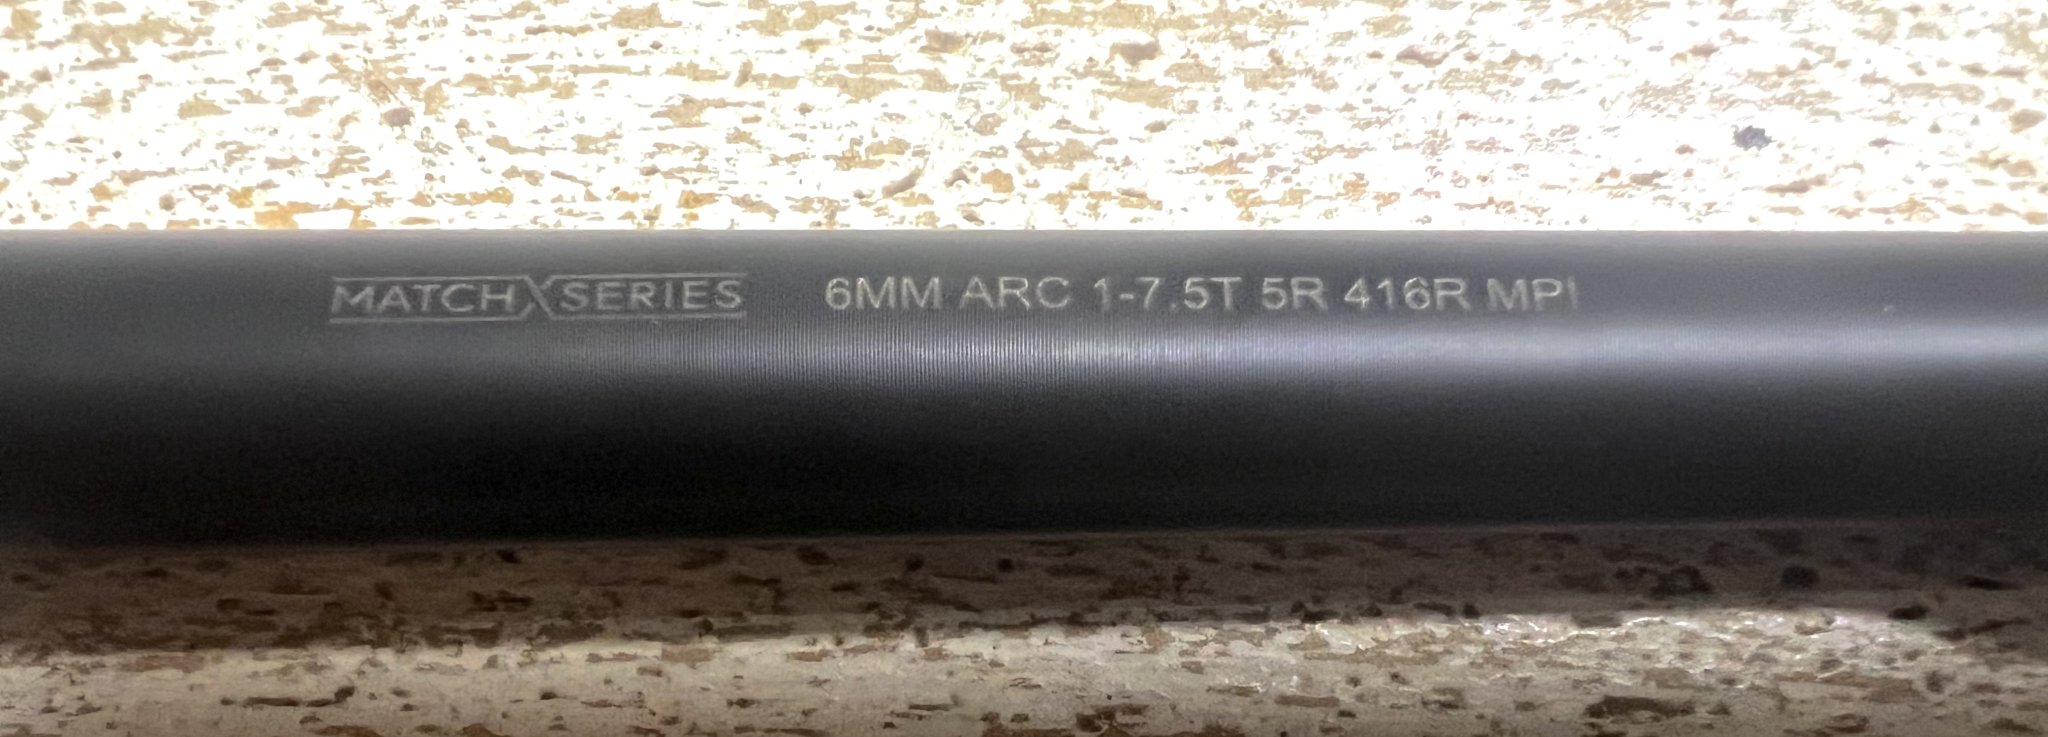 MATCH X SERIES 6MM ARC 1-7.5T 5R 416R MPI